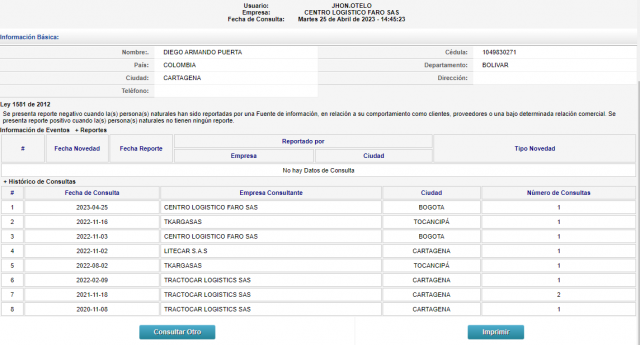 Usuario: JHON.OTELO
Empresa: CENTRO LOGISTICO FARO SAS
Fecha de Consulta: Martes 25 de Abril de 2023 - 14:45:23
Información Básica:
Nombre:. DIEGO ARMANDO PUERTA Cédula: 1049830271
País: COLOMBIA Departamento: BOLIVAR
Ciudad: CARTAGENA Dirección:
Teléfono:
Ley 1581 de 2012
Se presenta reporte negativo cuando la(s) persona(s) naturales han sido reportadas por una Fuente de información, en relación a su comportamiento como clientes, proveedores o una bajo determinada relación comercial. Se
presenta reporte positivo cuando la(s) persona(s) naturales no tienen ningún reporte.
Información de Eventos + Reportes
# Fecha Novedad Fecha Reporte Reportado por Tipo Novedad
Empresa Ciudad
No hay Datos de Consulta
+ Histórico de Consultas
# Fecha de Consulta Empresa Consultante Ciudad Número de Consultas
1 2023-04-25 CENTRO LOGISTICO FARO SAS BOGOTA 1
2 2022-11-16 TKARGASAS TOCANCIPÁ 1
3 2022-11-03 CENTRO LOGISTICO FARO SAS BOGOTA 1
4 2022-11-02 LITECAR S.A.S CARTAGENA 1
5 2022-08-02 TKARGASAS TOCANCIPÁ 1
6 2022-02-09 TRACTOCAR LOGISTICS SAS CARTAGENA 1
7 2021-11-18 TRACTOCAR LOGISTICS SAS CARTAGENA 2
8 2020-11-08 TRACTOCAR LOGISTICS SAS CARTAGENA 1
Consultar Otro Imprimir